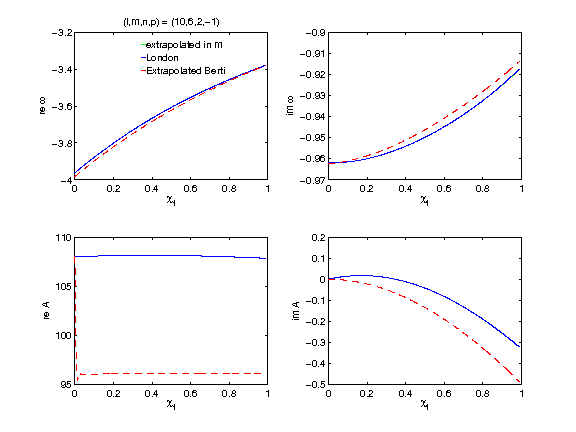 (l,m,n,p) = (10,6,2,−1)
−3.2
−3.4
−3.6
−3.8
−4
re ω
extrapolated in m
London
Extrapolated Berti
0 0.2 0.4 0.6 0.8 1
χf
−0.9
−0.91
−0.92
−0.93
−0.94
−0.95
−0.96
−0.97
im ω
0 0.2 0.4 0.6 0.8 1
χf
110
105
100
95
re A
0 0.2 0.4 0.6 0.8 1
χf
0.2
0.1
0
−0.1
−0.2
−0.3
−0.4
−0.5
im A
0 0.2 0.4 0.6 0.8 1
χf